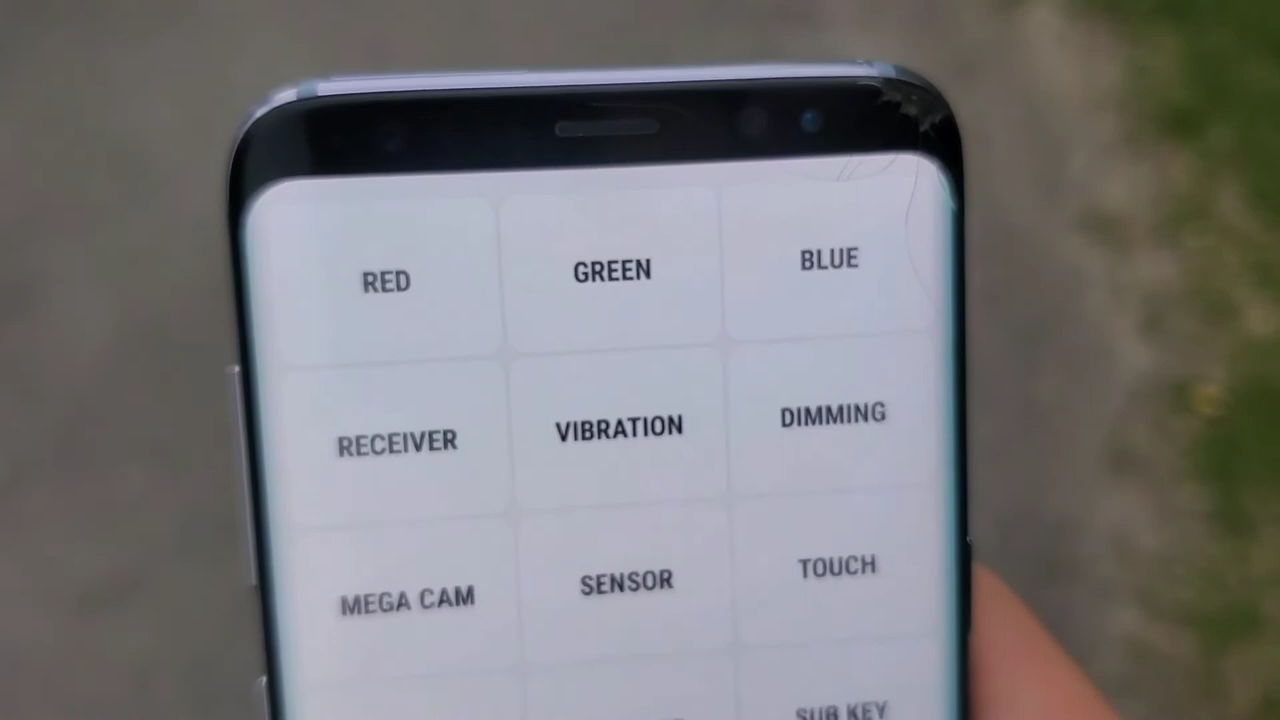 RED GREEN BLUE
RECEIVER VIBRATION DIMMING
MEGA CAM SENSOR TOUCH
SUB KEY